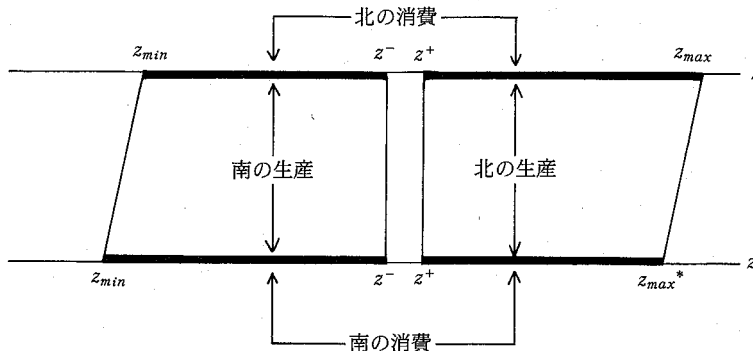 北の消費
z_min z^- z^+ z_max
z
南の生産 北の生産
z_min z^- z^+ z_max*
z
南の消費